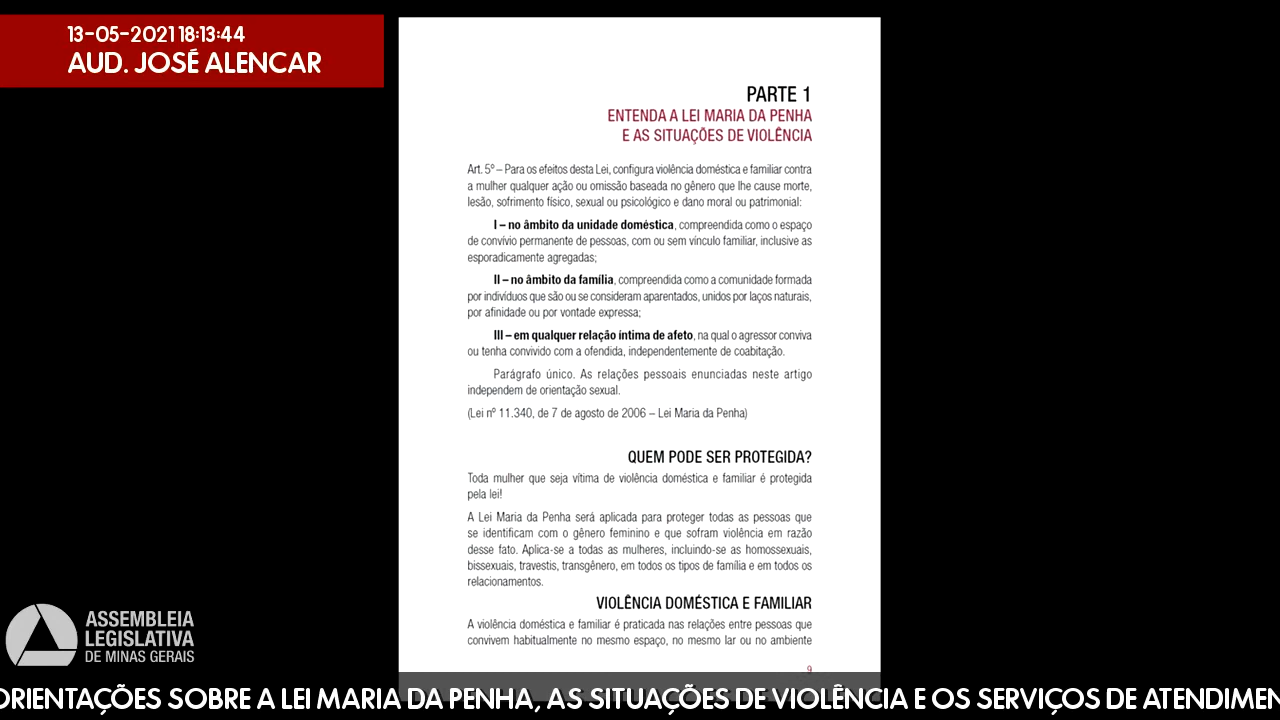 13-05-2021 18:13:44
AUD. JOSÉ ALENCAR
PARTE 1
ENTENDA A LEI MARIA DA PENHA
E AS SITUAÇÕES DE VIOLÊNCIA
Art. 5º – Para os efeitos desta Lei, configura violência doméstica e familiar contra
a mulher qualquer ação ou omissão baseada no gênero que lhe cause morte,
lesão, sofrimento físico, sexual ou psicológico e dano moral ou patrimonial:
I – no âmbito da unidade doméstica, compreendida como o espaço
de convívio permanente de pessoas, com ou sem vínculo familiar, inclusive as
esporadicamente agregadas;
II – no âmbito da família, compreendida como a comunidade formada
por indivíduos que são ou se consideram aparentados, unidos por laços naturais,
por afinidade ou por vontade expressa;
III – em qualquer relação íntima de afeto, na qual o agressor conviva
ou tenha convivido com a ofendida, independentemente de coabitação.
Parágrafo único. As relações pessoais enunciadas neste artigo
independem de orientação sexual.
(Lei nº 11.340, de 7 de agosto de 2006 – Lei Maria da Penha)
QUEM PODE SER PROTEGIDA?
Toda mulher que seja vítima de violência doméstica e familiar é protegida
pela lei!
A Lei Maria da Penha será aplicada para proteger todas as pessoas que
se identificam com o gênero feminino e que sofram violência em razão
desse fato. Aplica-se a todas as mulheres, incluindo-se as homossexuais,
bissexuais, travestis, transgênero, em todos os tipos de família e em todos os
relacionamentos.
VIOLÊNCIA DOMÉSTICA E FAMILIAR
A violência doméstica e familiar é praticada nas relações entre pessoas que
convivem habitualmente no mesmo espaço, no mesmo lar ou no ambiente
9
ASSEMBLEIA
LEGISLATIVA
DE MINAS GERAIS
ORIENTAÇÕES SOBRE A LEI MARIA DA PENHA, AS SITUAÇÕES DE VIOLÊNCIA E OS SERVIÇOS DE ATENDIMEN